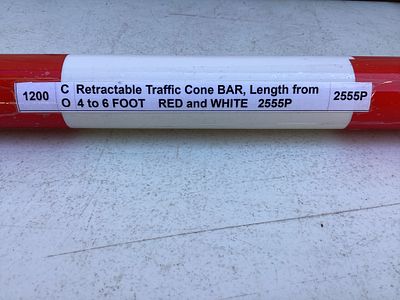 1200 C Retractable Traffic Cone BAR, Length from
O 4 to 6 FOOT RED and WHITE 2555P 2555P